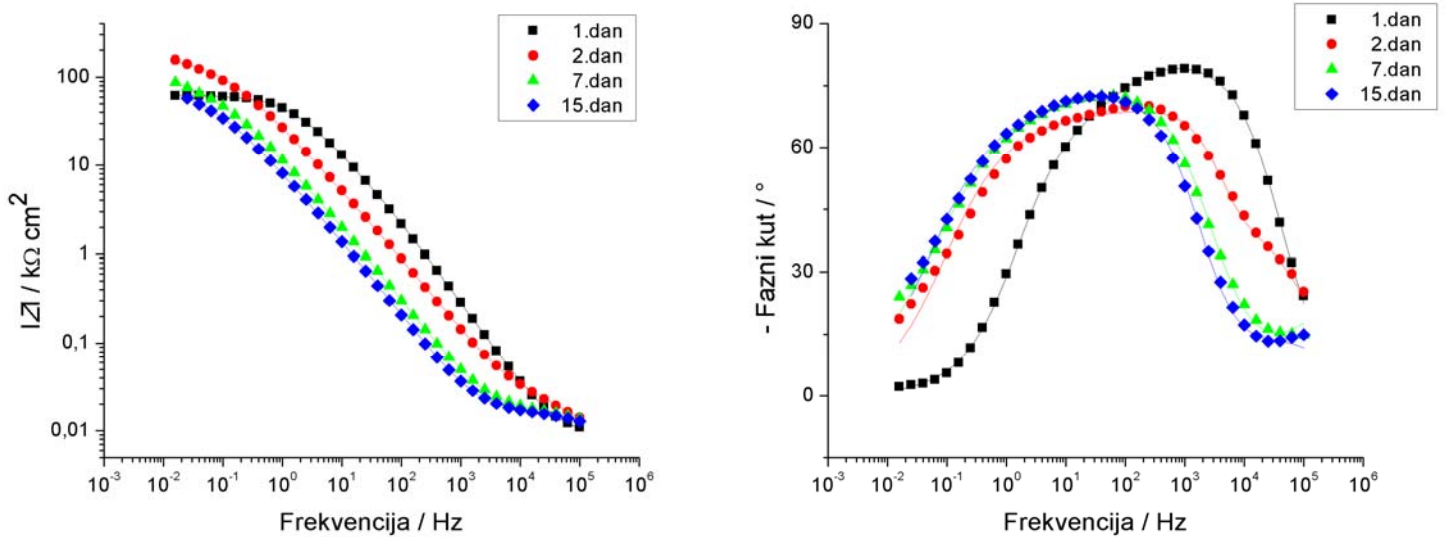 |Z| / kΩ cm²
100
10
1
0,1
0,01
10⁻³ 10⁻² 10⁻¹ 10⁰ 10¹ 10² 10³ 10⁴ 10⁵ 10⁶
Frekvencija / Hz
1.dan
2.dan
7.dan
15.dan
- Fazni kut / °
90
60
30
0
10⁻³ 10⁻² 10⁻¹ 10⁰ 10¹ 10² 10³ 10⁴ 10⁵ 10⁶
Frekvencija / Hz
1.dan
2.dan
7.dan
15.dan